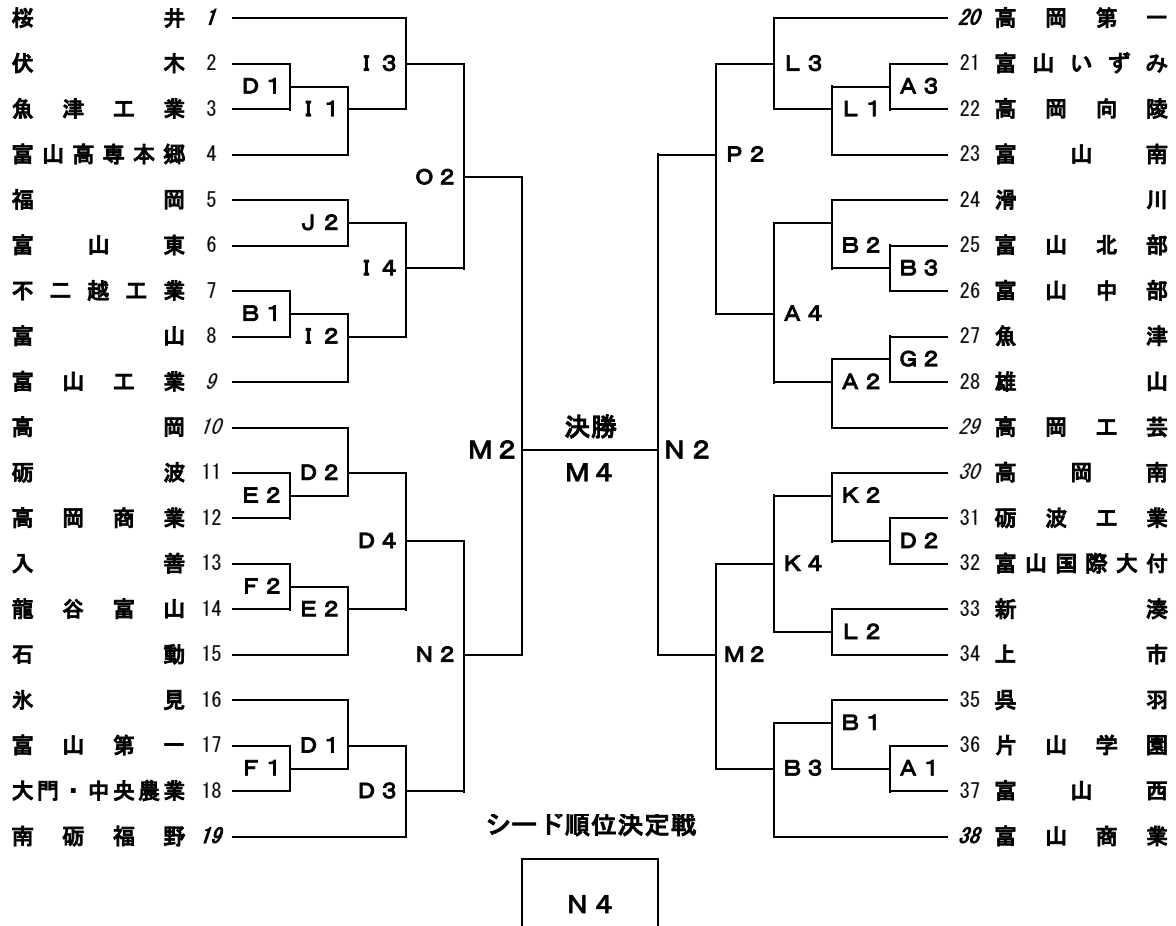 桜井 1
伏木 2
魚津工業 3
富山高専本郷 4
福岡 5
富山東 6
不二越工業 7
富山 8
富山工業 9
高岡 10
砺波 11
高岡商業 12
入善 13
龍谷富山 14
石動 15
氷見 16
富山第一 17
大門・中央農業 18
南砺福野 19
D1
I1
I3
J2
B1
I2
I4
O2
E2
D2
F2
E2
D4
F1
D1
D3
N2
M2
決勝
M4
N2
P2
L3
L1
A3
B2
B3
A4
A2
G2
K2
D2
K4
L2
M2
B1
A1
B3
20 高岡第一
21 富山いずみ
22 高岡向陵
23 富山南
24 滑川
25 富山北部
26 富山中部
27 魚津
28 雄山
29 高岡工芸
30 高岡南
31 砺波工業
32 富山国際大付
33 新湊
34 上市
35 呉羽
36 片山学園
37 富山西
38 富山商業
シード順位決定戦
N4